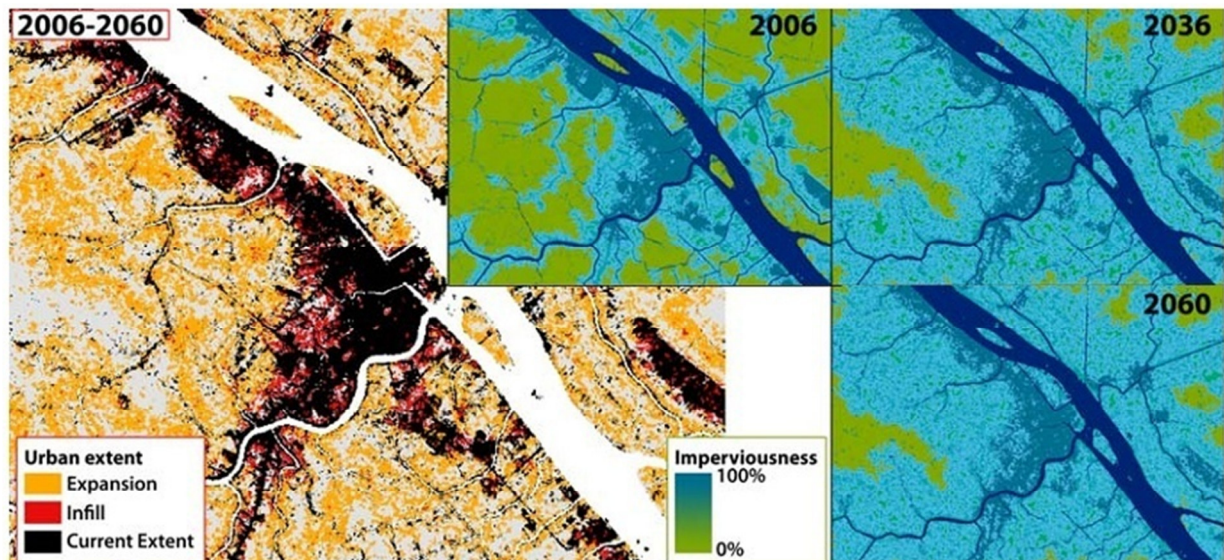 2006-2060
2006
2036
2060
Urban extent
Expansion
Infill
Current Extent
Imperviousness
100%
0%